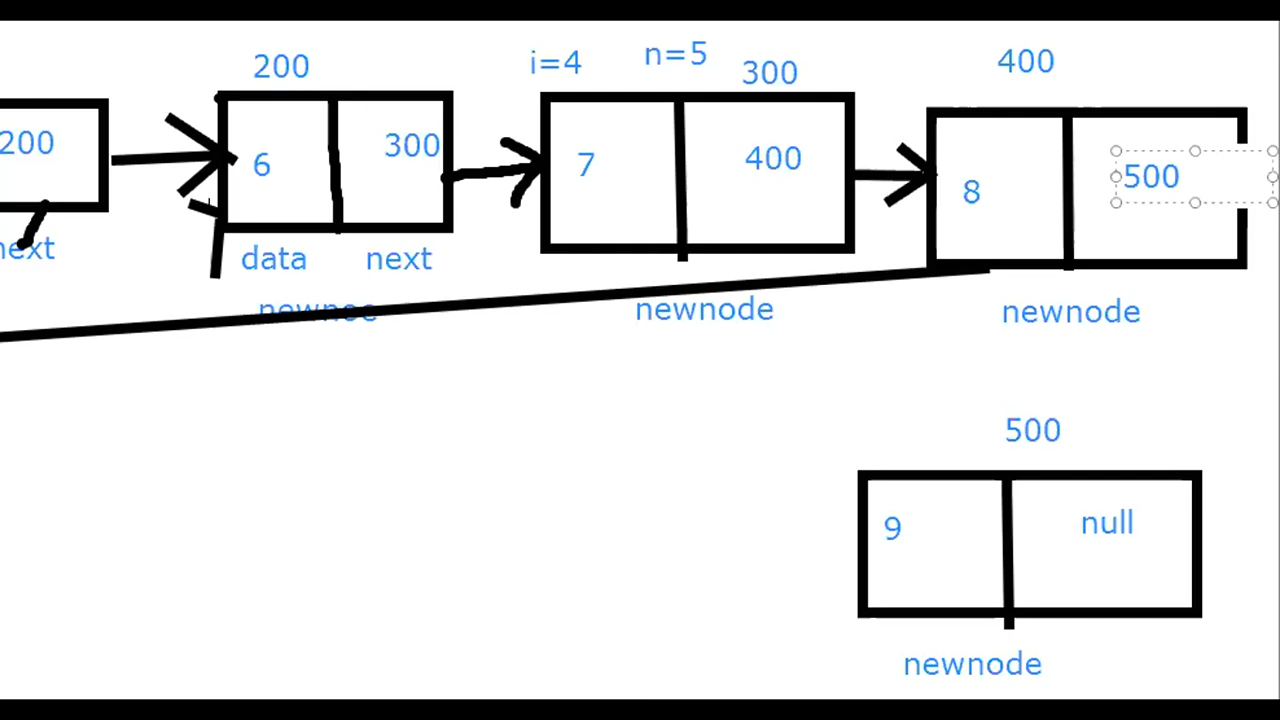 200 i=4 n=5 300 400
200 6 300 7 400 8 500
next data next
newnode newnode
500
9 null
newnode